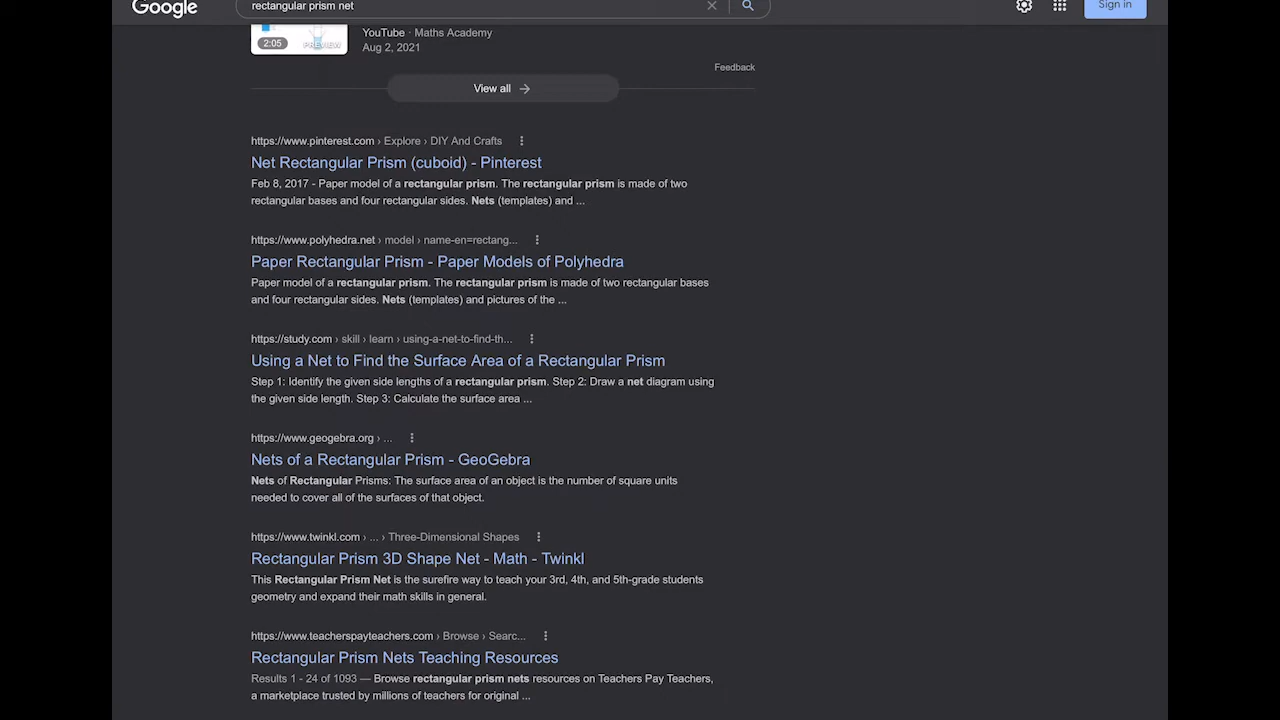 Google
rectangular prism net
Sign in
2:05
PREVIEW
YouTube · Maths Academy
Aug 2, 2021
Feedback
View all
https://www.pinterest.com › Explore › DIY And Crafts
Net Rectangular Prism (cuboid) - Pinterest
Feb 8, 2017 - Paper model of a rectangular prism. The rectangular prism is made of two
rectangular bases and four rectangular sides. Nets (templates) and ...
https://www.polyhedra.net › model › name-en=rectang...
Paper Rectangular Prism - Paper Models of Polyhedra
Paper model of a rectangular prism. The rectangular prism is made of two rectangular bases
and four rectangular sides. Nets (templates) and pictures of the ...
https://study.com › skill › learn › using-a-net-to-find-th...
Using a Net to Find the Surface Area of a Rectangular Prism
Step 1: Identify the given side lengths of a rectangular prism. Step 2: Draw a net diagram using
the given side length. Step 3: Calculate the surface area ...
https://www.geogebra.org › ...
Nets of a Rectangular Prism - GeoGebra
Nets of Rectangular Prisms: The surface area of an object is the number of square units
needed to cover all of the surfaces of that object.
https://www.twinkl.com › ... › Three-Dimensional Shapes
Rectangular Prism 3D Shape Net - Math - Twinkl
This Rectangular Prism Net is the surefire way to teach your 3rd, 4th, and 5th-grade students
geometry and expand their math skills in general.
https://www.teacherspayteachers.com › Browse › Searc...
Rectangular Prism Nets Teaching Resources
Results 1 - 24 of 1093 — Browse rectangular prism nets resources on Teachers Pay Teachers,
a marketplace trusted by millions of teachers for original ...